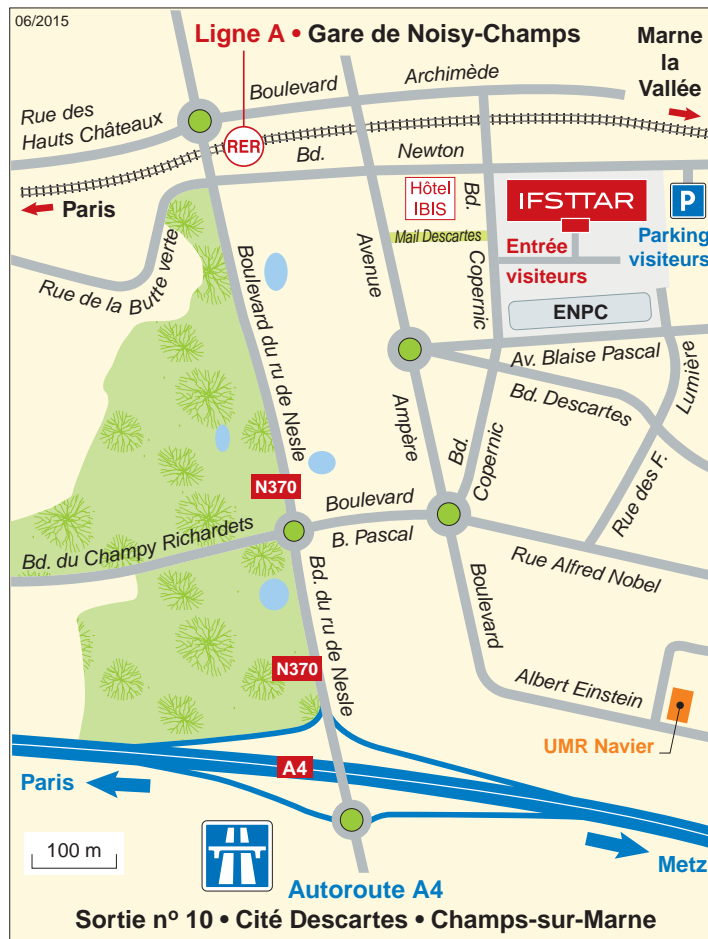 06/2015
Ligne A • Gare de Noisy-Champs
Marne
la
Vallée
Boulevard Archimède
Rue des
Hauts Châteaux
RER
Bd. Newton
Paris
Hôtel
IBIS
Bd.
Copernic
IFSTTAR
P
Entrée
visiteurs
Parking
visiteurs
Mail Descartes
Rue de la Butte verte
Boulevard du ru de Nesle
Avenue
Ampère
ENPC
Av. Blaise Pascal
Bd. Descartes
Lumière
Rue des F.
Bd.
Copernic
N370
Boulevard
B. Pascal
Bd. du Champy Richardets
Rue Alfred Nobel
Bd. du ru de Nesle
Boulevard
Albert Einstein
N370
UMR Navier
A4
Paris
Metz
100 m
Autoroute A4
Sortie nº 10 • Cité Descartes • Champs-sur-Marne